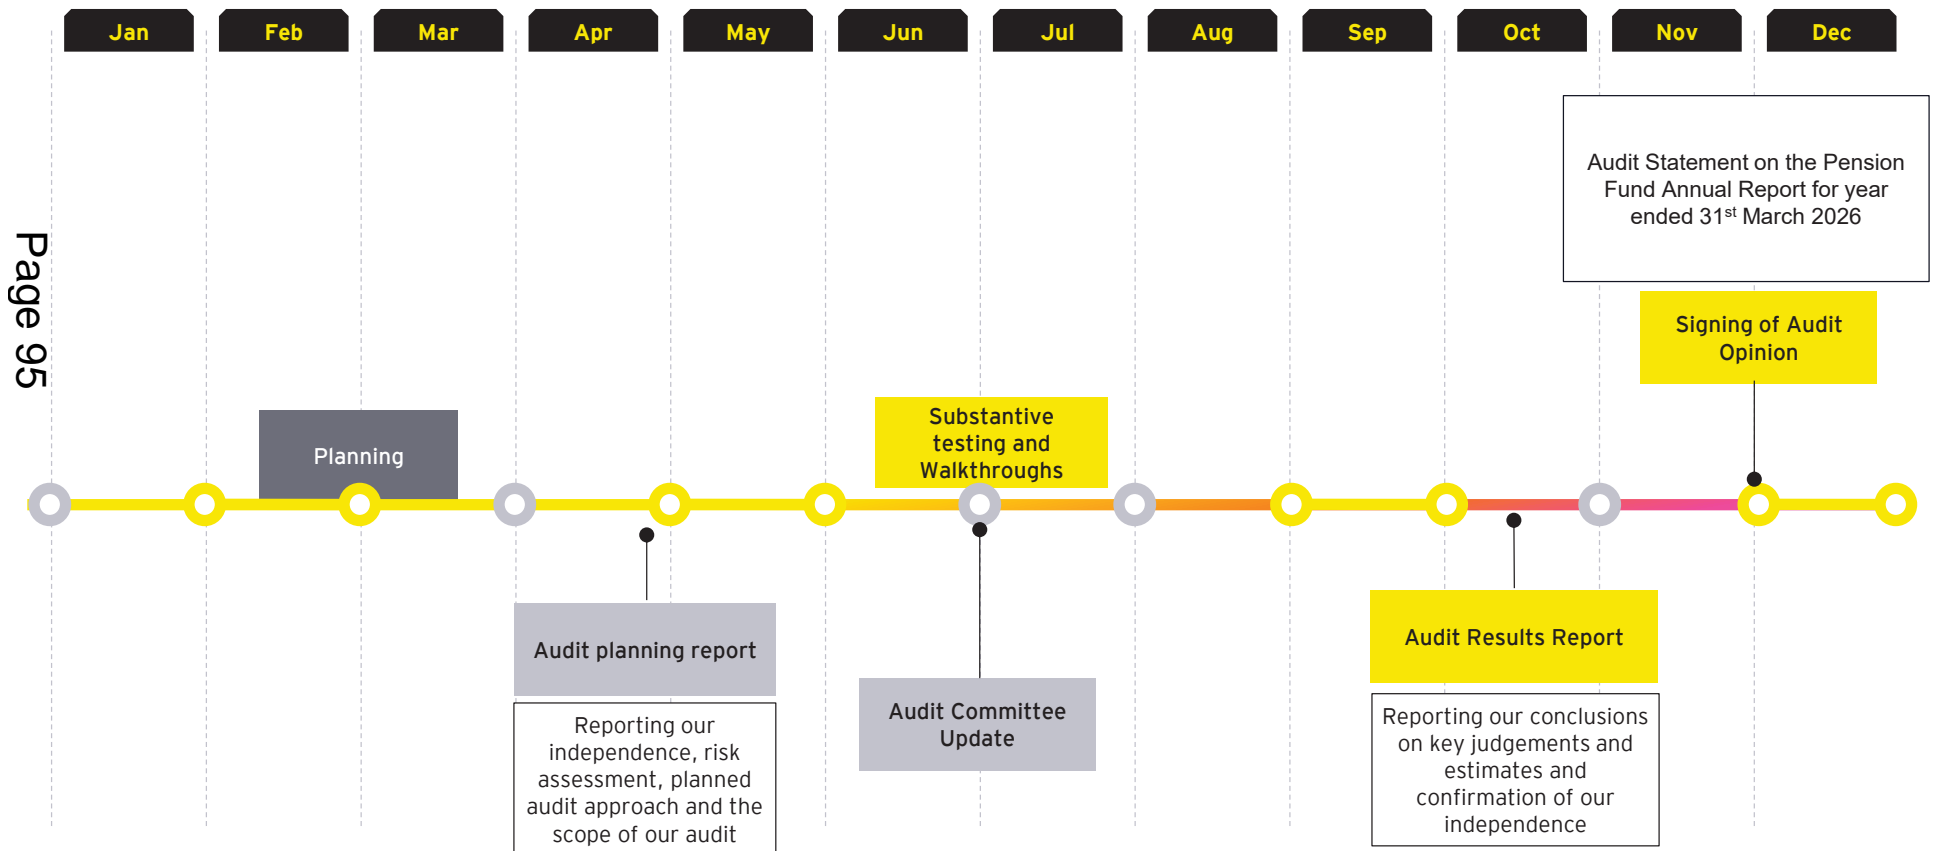 Jan
Feb
Mar
Apr
May
Jun
Jul
Aug
Sep
Oct
Nov
Dec
Page 95
Audit Statement on the Pension
Fund Annual Report for year
ended 31st March 2026
Signing of Audit
Opinion
Planning
Substantive
testing and
Walkthroughs
Audit planning report
Reporting our
independence, risk
assessment, planned
audit approach and the
scope of our audit
Audit Committee
Update
Audit Results Report
Reporting our conclusions
on key judgements and
estimates and
confirmation of our
independence